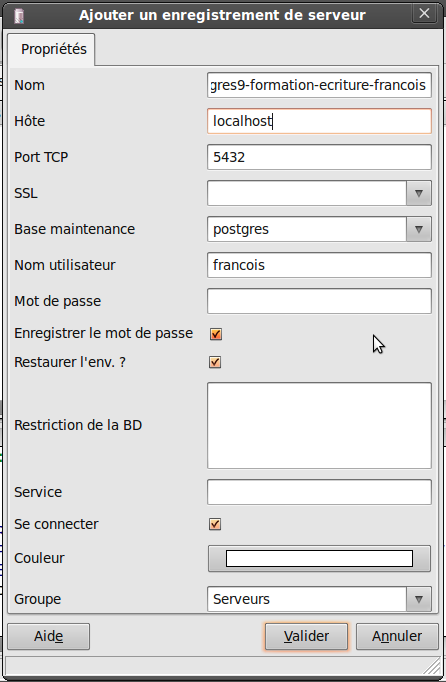 Ajouter un enregistrement de serveur
Propriétés
Nom gres9-formation-ecriture-francois
Hôte localhost
Port TCP 5432
SSL
Base maintenance postgres
Nom utilisateur francois
Mot de passe
Enregistrer le mot de passe
Restaurer l'env. ?
Restriction de la BD
Service
Se connecter
Couleur
Groupe Serveurs
Aide Valider Annuler